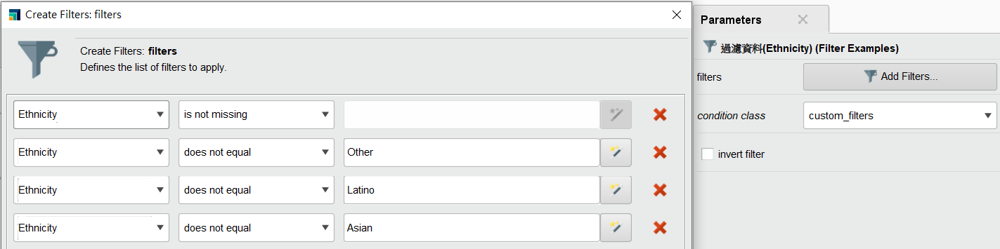 Create Filters: filters
Create Filters: filters
Defines the list of filters to apply.
Ethnicity is not missing
Ethnicity does not equal Other
Ethnicity does not equal Latino
Ethnicity does not equal Asian
Parameters
過濾資料(Ethnicity) (Filter Examples)
filters Add Filters...
condition class custom_filters
invert filter